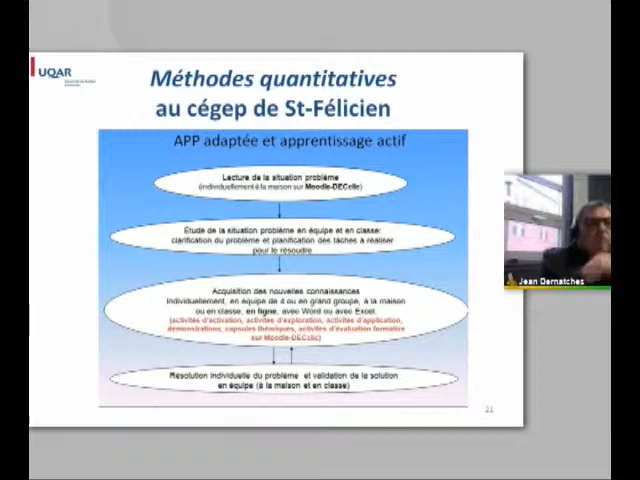 UQAR
Méthodes quantitatives
au cégep de St-Félicien
APP adaptée et apprentissage actif
Lecture de la situation problème
(individuellement à la maison sur Moodle-DECclic)
Étude de la situation problème en équipe et en classe:
clarification du problème et planification des tâches à réaliser
pour le résoudre
Acquisition des nouvelles connaissances
Individuellement, en équipe de 4 ou en grand groupe, à la maison
ou en classe, en ligne, avec Word ou avec Excel.
(activités d'activation, activités d'exploration, activités d'application,
démonstrations, capsules théoriques, activités d'évaluation formative
sur Moodle-DECclic)
Résolution individuelle du problème et validation de la solution
en équipe (à la maison et en classe)
Jean Dernatchez